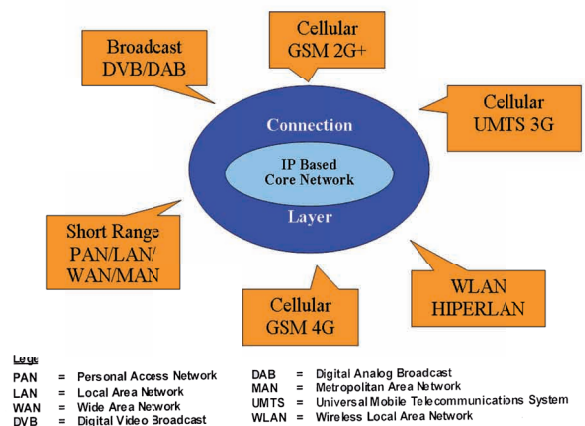 Broadcast
DVB/DAB
Cellular
GSM 2G+
Cellular
UMTS 3G
Connection
IP Based
Core Network
Layer
Short Range
PAN/LAN/
WAN/MAN
Cellular
GSM 4G
WLAN
HIPERLAN
PAN = Personal Access Network
LAN = Local Area Network
WAN = Wide Area Network
DVB = Digital Video Broadcast
DAB = Digital Analog Broadcast
MAN = Metropolitan Area Network
UMTS = Universal Mobile Telecommunications System
WLAN = Wireless Local Area Network